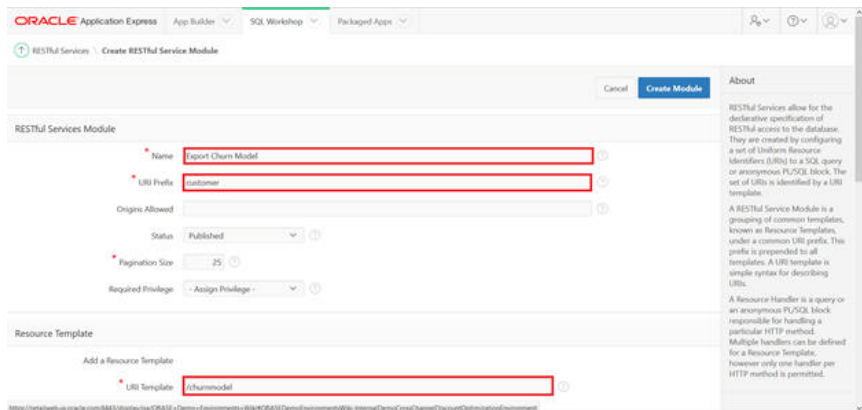 ORACLE Application Express App Builder SQL Workshop Packaged Apps
RESTful Services \ Create RESTful Service Module
Cancel Create Module
RESTful Services Module
* Name Export Churn Model
* URI Prefix customer
Origins Allowed
Status Published
* Pagination Size 25
Required Privilege - Assign Privilege -
Resource Template
Add a Resource Template
* URI Template /churnmodel
About
RESTful Services allow for the
declarative specification of
RESTful access to the database.
They are created by configuring
a set of Uniform Resource
Identifiers (URIs) to a SQL query
or anonymous PL/SQL block. The
set of URIs is identified by a URI
template.
A RESTful Service Module is a
grouping of common templates,
known as Resource Templates,
under a common URI prefix. This
prefix is prepended to all
templates. A URI template is
simple syntax for describing
URIs.
A Resource Handler is a query or
an anonymous PL/SQL block
responsible for handling a
particular HTTP method.
Multiple handlers can be defined
for a Resource Template,
however only one handler per
HTTP method is permitted.